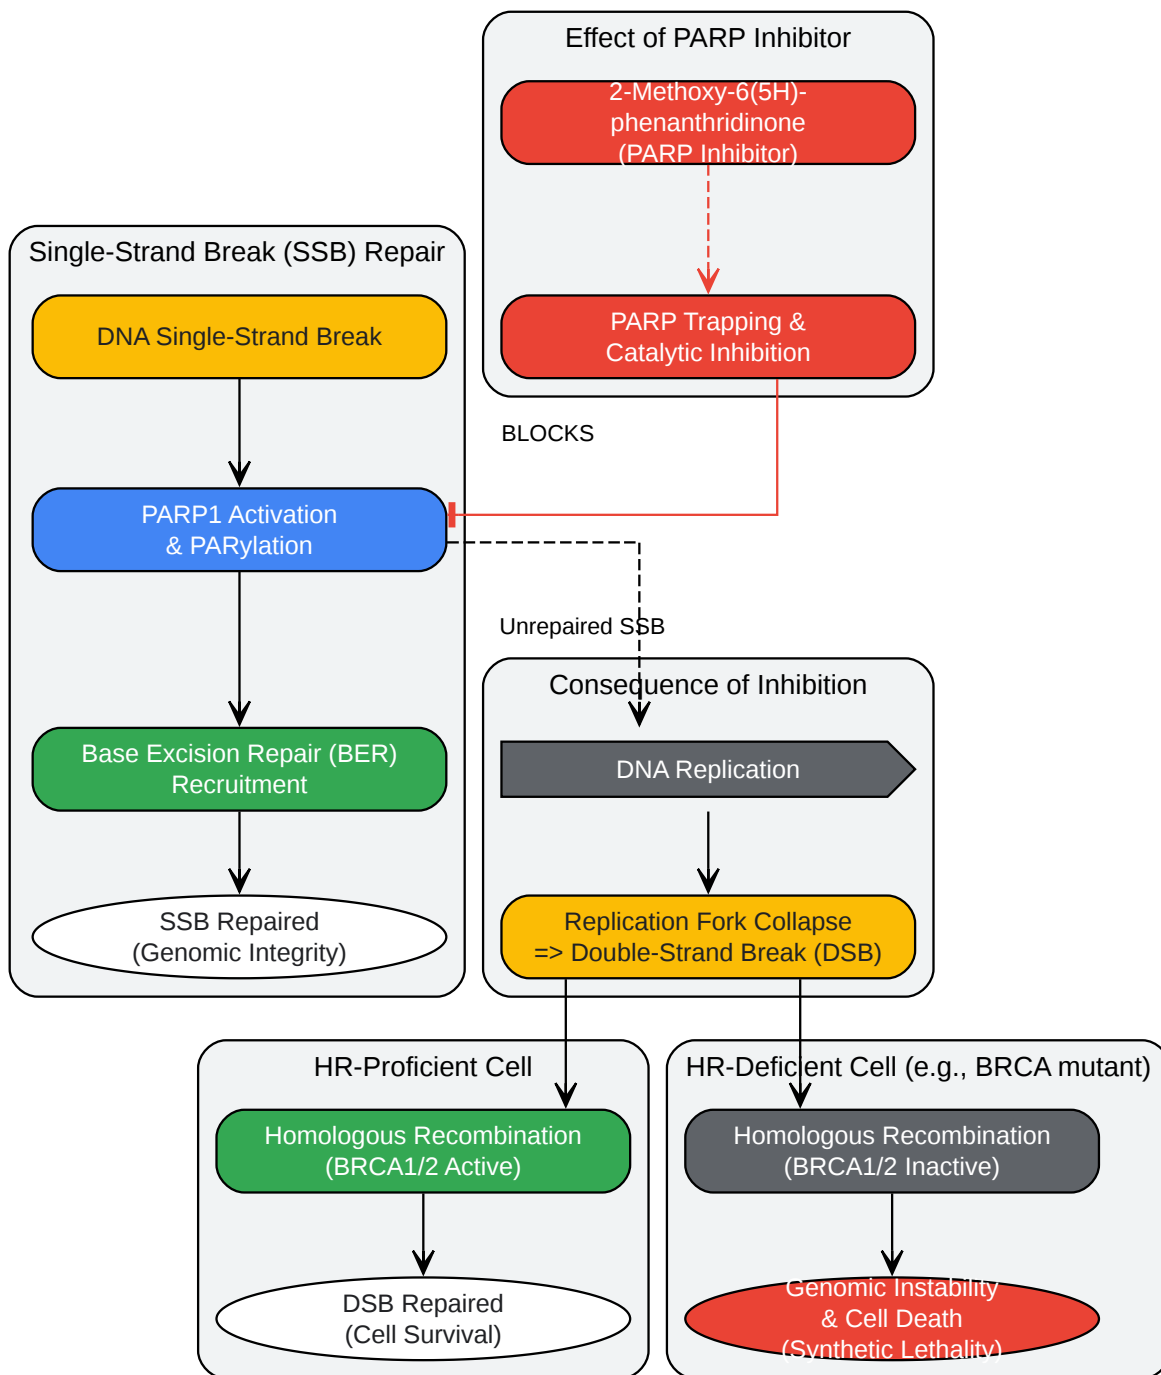 Effect of PARP Inhibitor
2-Methoxy-6(5H)-
phenanthridinone
(PARP Inhibitor)
PARP Trapping &
Catalytic Inhibition
BLOCKS
Single-Strand Break (SSB) Repair
DNA Single-Strand Break
PARP1 Activation
& PARylation
Base Excision Repair (BER)
Recruitment
SSB Repaired
(Genomic Integrity)
Unrepaired SSB
Consequence of Inhibition
DNA Replication
Replication Fork Collapse
=> Double-Strand Break (DSB)
HR-Proficient Cell
Homologous Recombination
(BRCA1/2 Active)
DSB Repaired
(Cell Survival)
HR-Deficient Cell (e.g., BRCA mutant)
Homologous Recombination
(BRCA1/2 Inactive)
Genomic Instability
& Cell Death
(Synthetic Lethality)